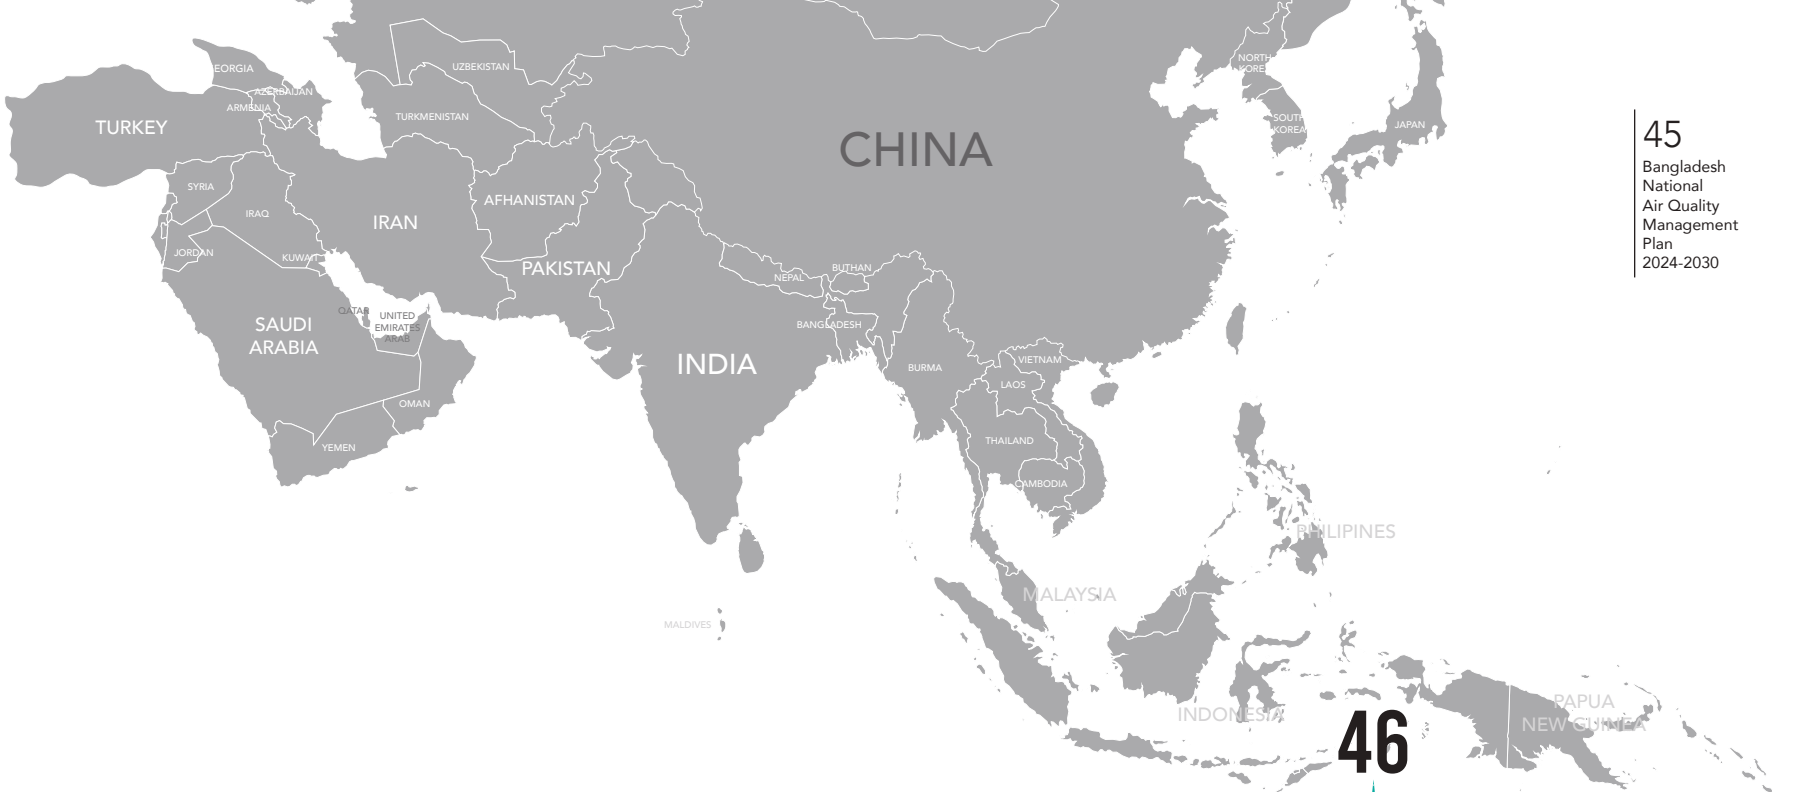 UZBEKISTAN
NORTH
KORE
EORGIA
AZERBAIJAN
ARMENIA
TURKMENISTAN
TURKEY
CHINA
SOUTH
KOREA
JAPAN
45
Bangladesh
National
Air Quality
Management
Plan
2024-2030
SYRIA
IRAQ
IRAN
AFHANISTAN
JORDAN
KUWAIT
PAKISTAN
NEPAL
BUTHAN
QATAR
UNITED
EMIRATES
ARAB
SAUDI
ARABIA
BANGLADESH
INDIA
BURMA
VIETNAM
LAOS
OMAN
YEMEN
THAILAND
CAMBODIA
PHILIPINES
MALAYSIA
MALDIVES
INDONESIA
PAPUA
NEW GUINEA
46